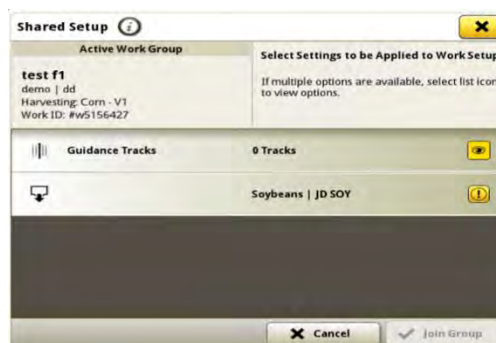 Shared Setup
Active Work Group
test f1
demo | dd
Harvesting: Corn - V1
Work ID: #w5156427
Select Settings to be Applied to Work Setup
If multiple options are available, select list icon
to view options.
Guidance Tracks 0 Tracks
Soybeans | JD SOY
Cancel Join Group